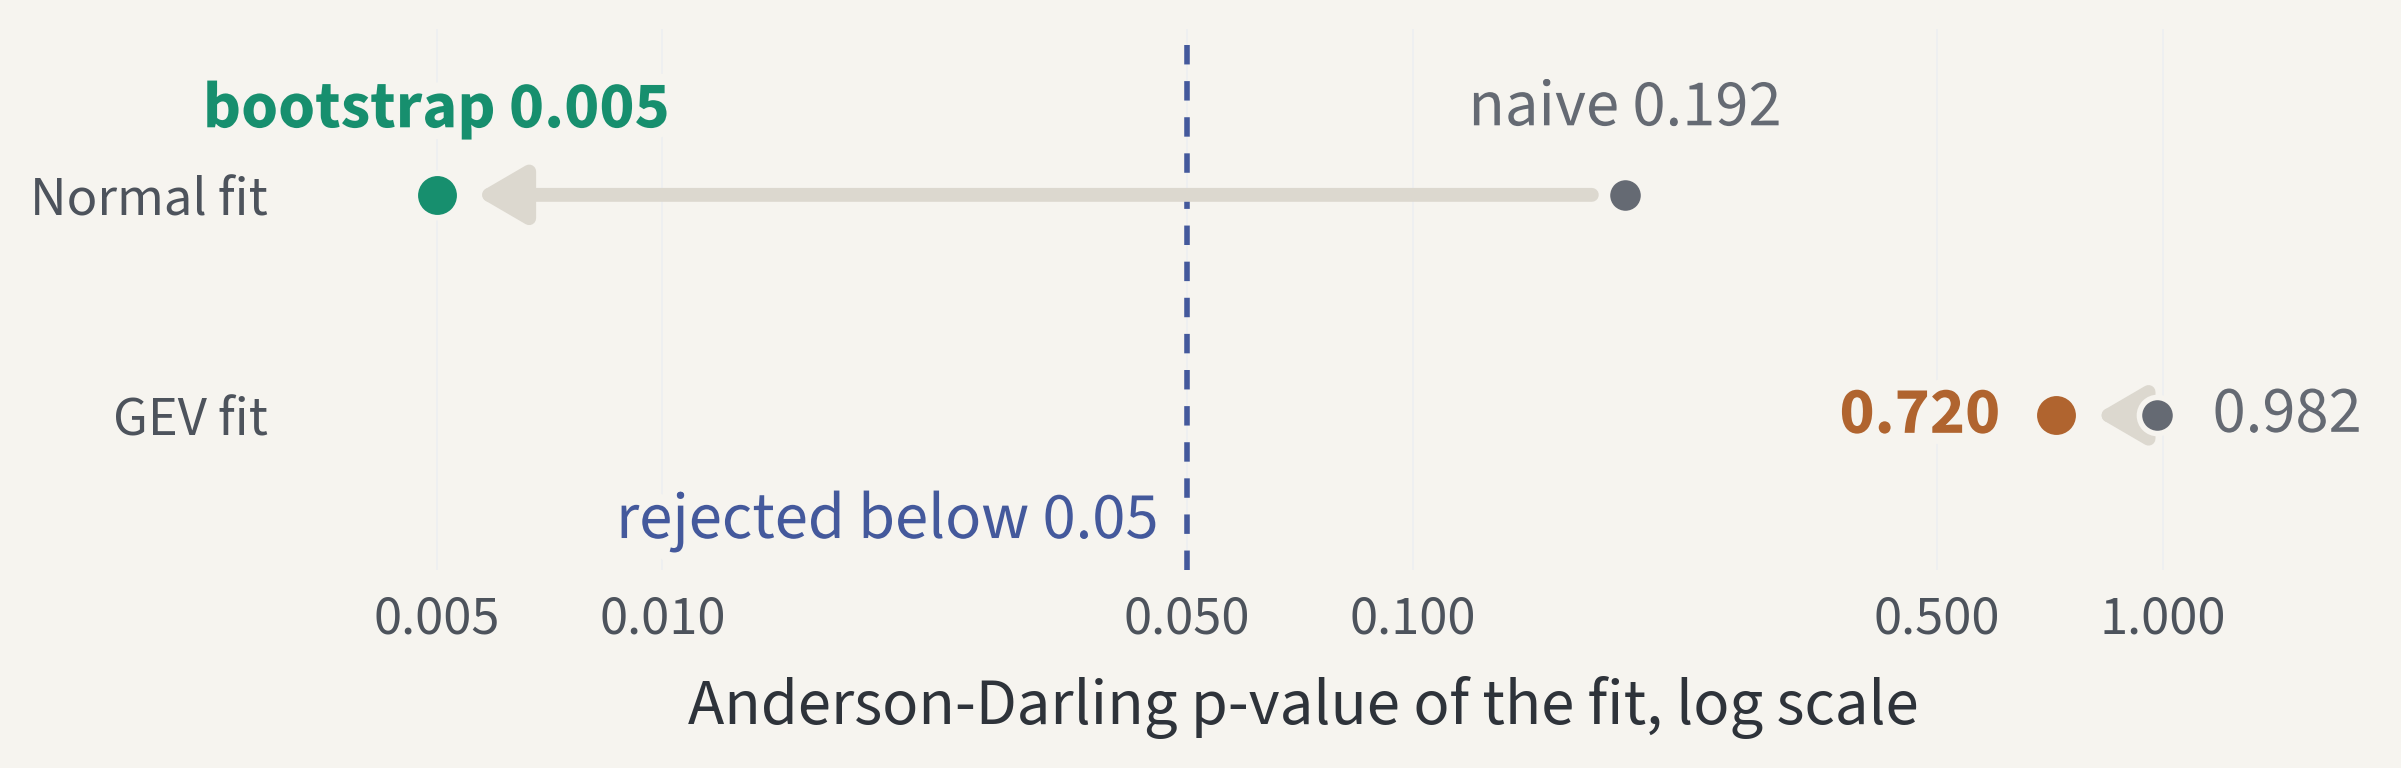 bootstrap 0.005
naive 0.192
Normal fit
GEV fit
0.720
0.982
rejected below 0.05
0.005 0.010 0.050 0.100 0.500 1.000
Anderson-Darling p-value of the fit, log scale